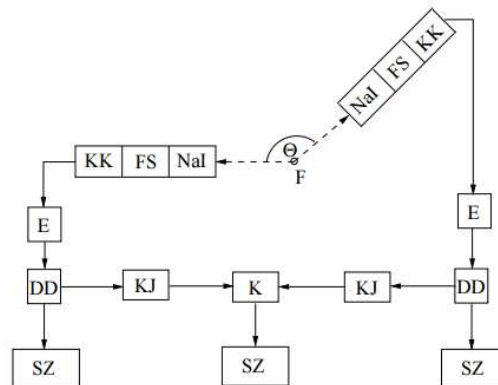 NaI FS KK
Θ
KK FS NaI
F
E
E
DD KJ K KJ DD
SZ SZ SZ